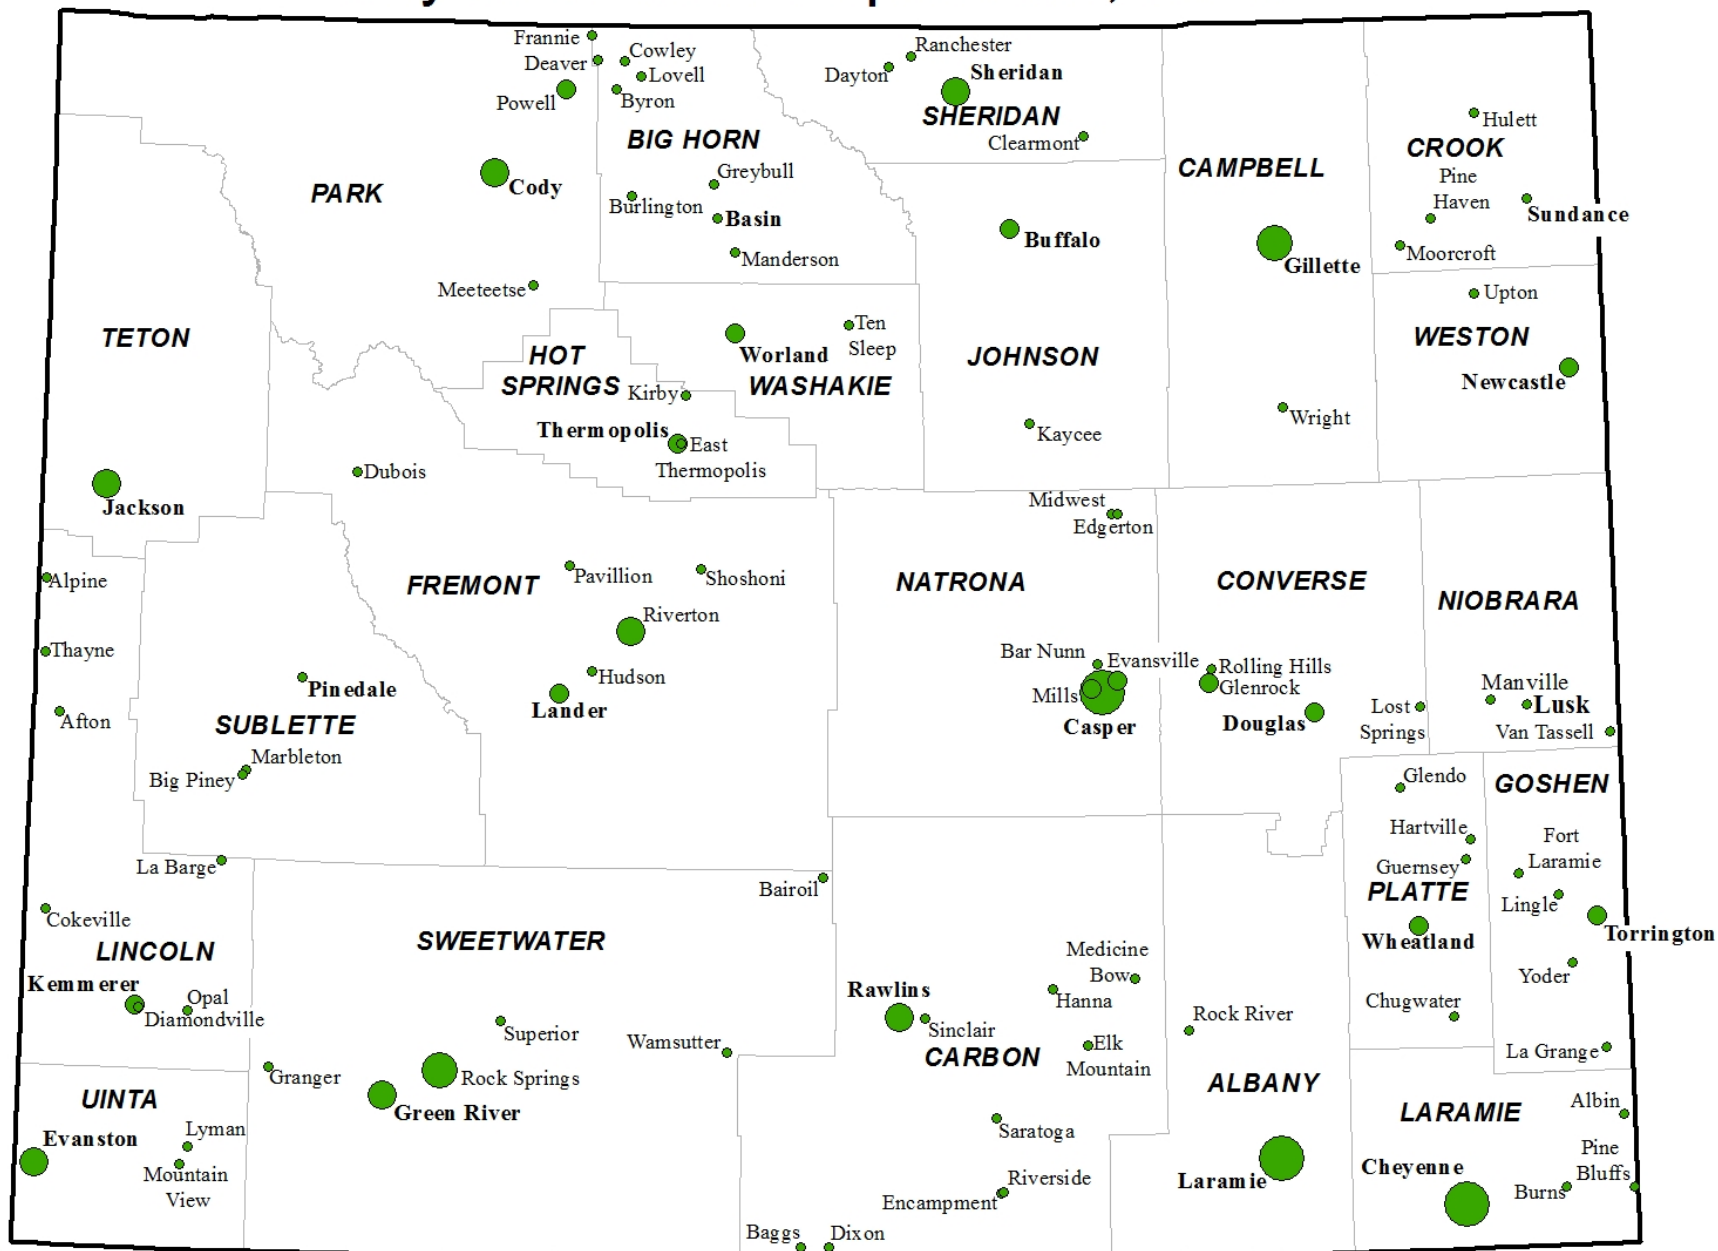 Frannie
Cowley
Deaver
Lovell
Powell
Byron
Ranchester
Dayton
Sheridan
SHERIDAN
Clearmont
Hulett
CROOK
Pine
Haven
Sundance
Moorcroft
BIG HORN
Greybull
Burlington
Basin
Manderson
PARK
Cody
Meeteetse
CAMPBELL
Gillette
Wright
Buffalo
JOHNSON
Kaycee
Upton
WESTON
Newcastle
TETON
Jackson
HOT
SPRINGS
Kirby
Thermopolis
East
Thermopolis
Worland
WASHAKIE
Ten
Sleep
Dubois
FREMONT
Pavillion
Shoshoni
Riverton
Hudson
Lander
Midwest
Edgerton
NATRONA
Bar Nunn
Evansville
Mills
Casper
CONVERSE
Rolling Hills
Glenrock
Douglas
Lost
Springs
NIOBRARA
Manville
Lusk
Van Tassell
Alpine
Thayne
Afton
Pinedale
SUBLETTE
Marbleton
Big Piney
La Barge
Cokeville
LINCOLN
Kemmerer
Opal
Diamondville
UINTA
Evanston
Lyman
Mountain
View
SWEETWATER
Bairoil
Superior
Wamsutter
Granger
Rock Springs
Green River
Rawlins
Sinclair
CARBON
Medicine
Bow
Hanna
Elk
Mountain
Saratoga
Riverside
Encampment
Baggs
Dixon
Rock River
ALBANY
Laramie
Glendo
Hartville
Guernsey
PLATTE
Wheatland
Chugwater
GOSHEN
Fort
Laramie
Lingle
Torrington
Yoder
La Grange
LARAMIE
Albin
Cheyenne
Pine
Bluffs
Burns